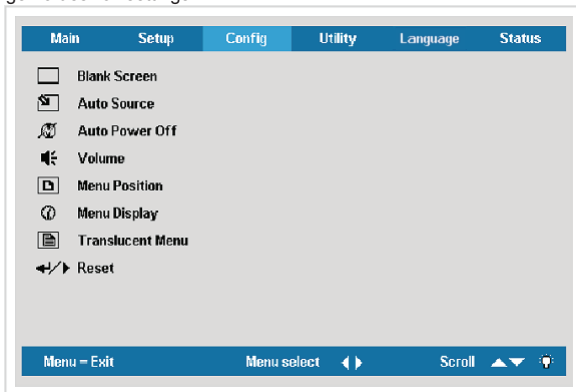 Main Setup Config Utility Language Status
Blank Screen
Auto Source
Auto Power Off
Volume
Menu Position
Menu Display
Translucent Menu
Reset
Menu = Exit Menu select Scroll